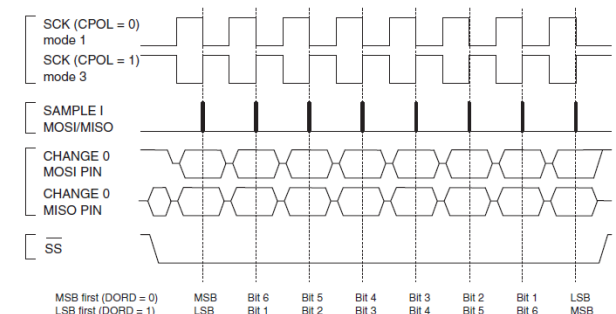 SCK (CPOL = 0)
mode 1
SCK (CPOL = 1)
mode 3
SAMPLE I
MOSI/MISO
CHANGE 0
MOSI PIN
CHANGE 0
MISO PIN
SS
MSB first (DORD = 0) MSB Bit 6 Bit 5 Bit 4 Bit 3 Bit 2 Bit 1 LSB
LSB first (DORD = 1) LSB Bit 1 Bit 2 Bit 3 Bit 4 Bit 5 Bit 6 MSB